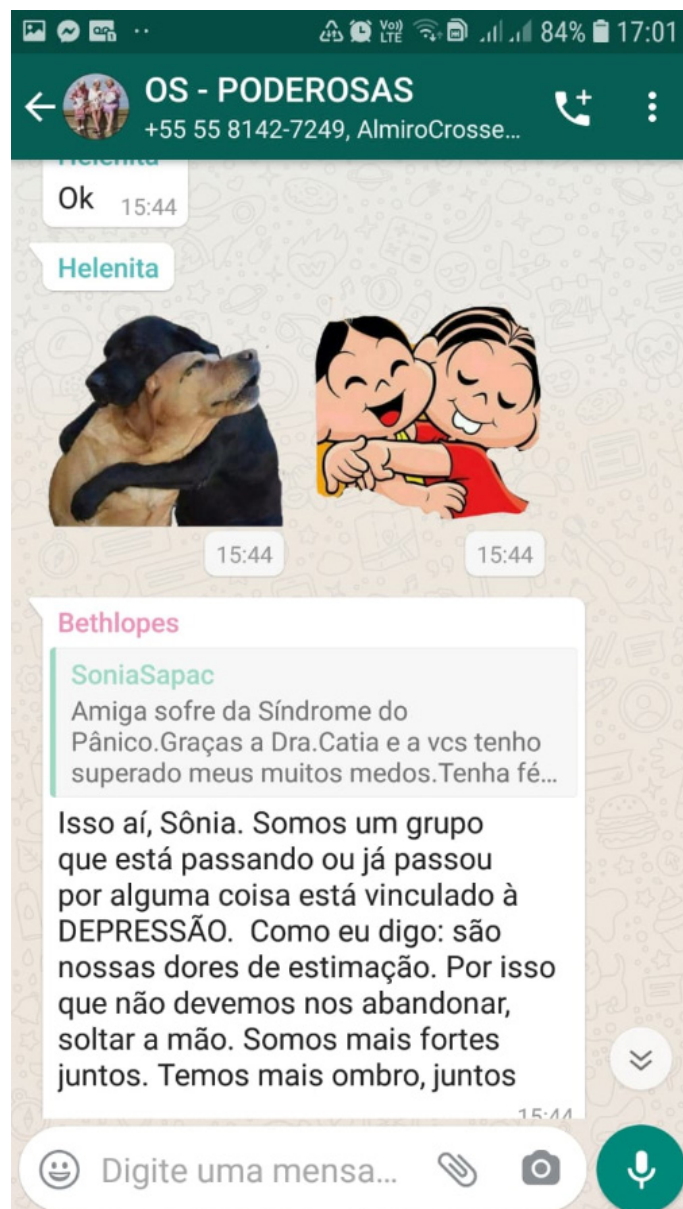 84% 17:01
OS - PODEROSAS
+55 55 8142-7249, AlmiroCrosse...
Helenita
Ok 15:44
Helenita
15:44 15:44
Bethlopes
SoniaSapac
Amiga sofre da Síndrome do
Pânico.Graças a Dra.Catia e a vcs tenho
superado meus muitos medos.Tenha fé...
Isso aí, Sônia. Somos um grupo
que está passando ou já passou
por alguma coisa está vinculado à
DEPRESSÃO.  Como eu digo: são
nossas dores de estimação. Por isso
que não devemos nos abandonar,
soltar a mão. Somos mais fortes
juntos. Temos mais ombro, juntos
15:44
Digite uma mensa...